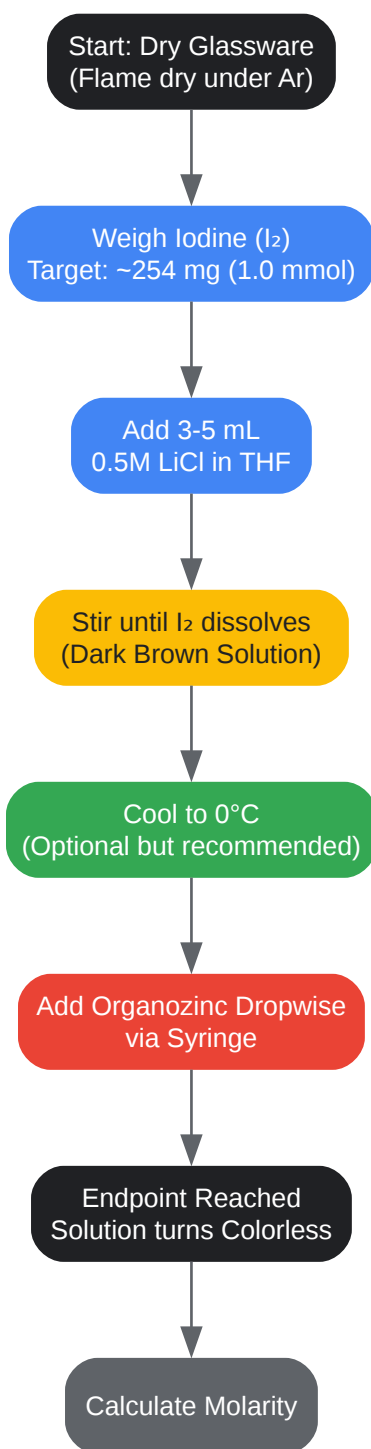 Start: Dry Glassware
(Flame dry under Ar)
Weigh Iodine (I₂)
Target: ~254 mg (1.0 mmol)
Add 3-5 mL
0.5M LiCl in THF
Stir until I₂ dissolves
(Dark Brown Solution)
Cool to 0°C
(Optional but recommended)
Add Organozinc Dropwise
via Syringe
Endpoint Reached
Solution turns Colorless
Calculate Molarity